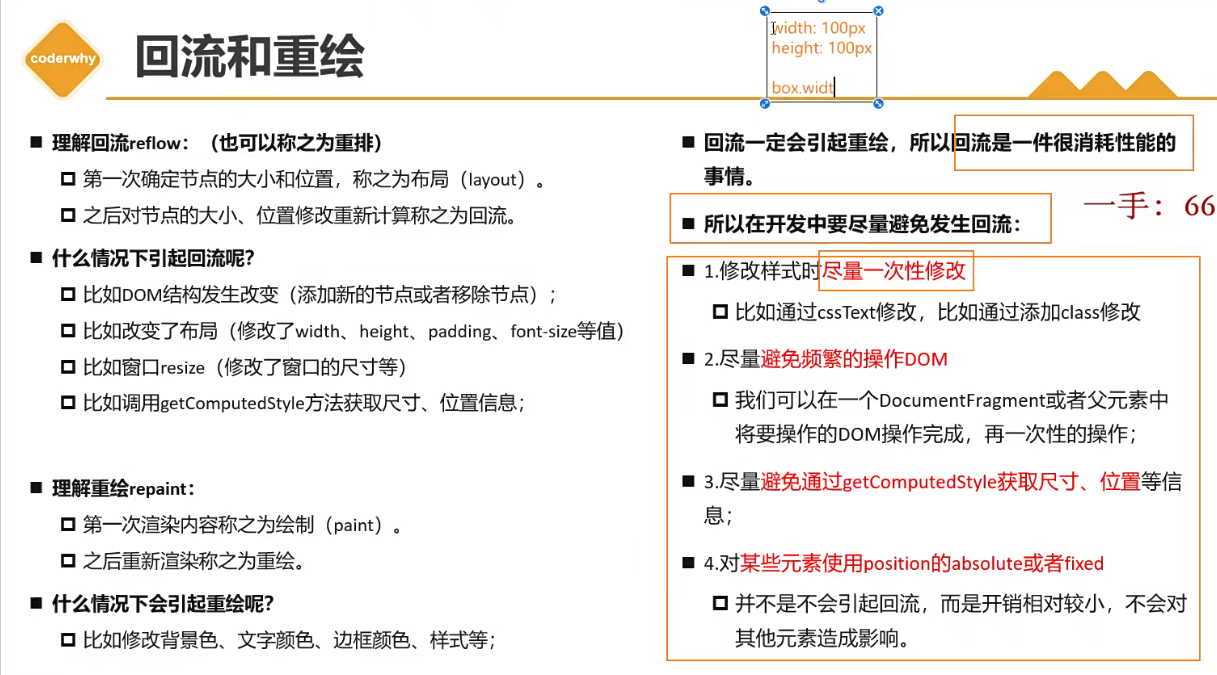 coderwhy
回流和重绘
width: 100px
height: 100px
box.widt
理解回流reflow：（也可以称之为重排）
第一次确定节点的大小和位置，称之为布局（layout）。
之后对节点的大小、位置修改重新计算称之为回流。
什么情况下引起回流呢？
比如DOM结构发生改变（添加新的节点或者移除节点）；
比如改变了布局（修改了width、height、padding、font-size等值）
比如窗口resize（修改了窗口的尺寸等）
比如调用getComputedStyle方法获取尺寸、位置信息；
理解重绘repaint：
第一次渲染内容称之为绘制（paint）。
之后重新渲染称之为重绘。
什么情况下会引起重绘呢？
比如修改背景色、文字颜色、边框颜色、样式等；
回流一定会引起重绘，所以回流是一件很消耗性能的
事情。
一手：66
所以在开发中要尽量避免发生回流：
1.修改样式时尽量一次性修改
比如通过cssText修改，比如通过添加class修改
2.尽量避免频繁的操作DOM
我们可以在一个DocumentFragment或者父元素中
将要操作的DOM操作完成，再一次性的操作；
3.尽量避免通过getComputedStyle获取尺寸、位置等信
息；
4.对某些元素使用position的absolute或者fixed
并不是不会引起回流，而是开销相对较小，不会对
其他元素造成影响。